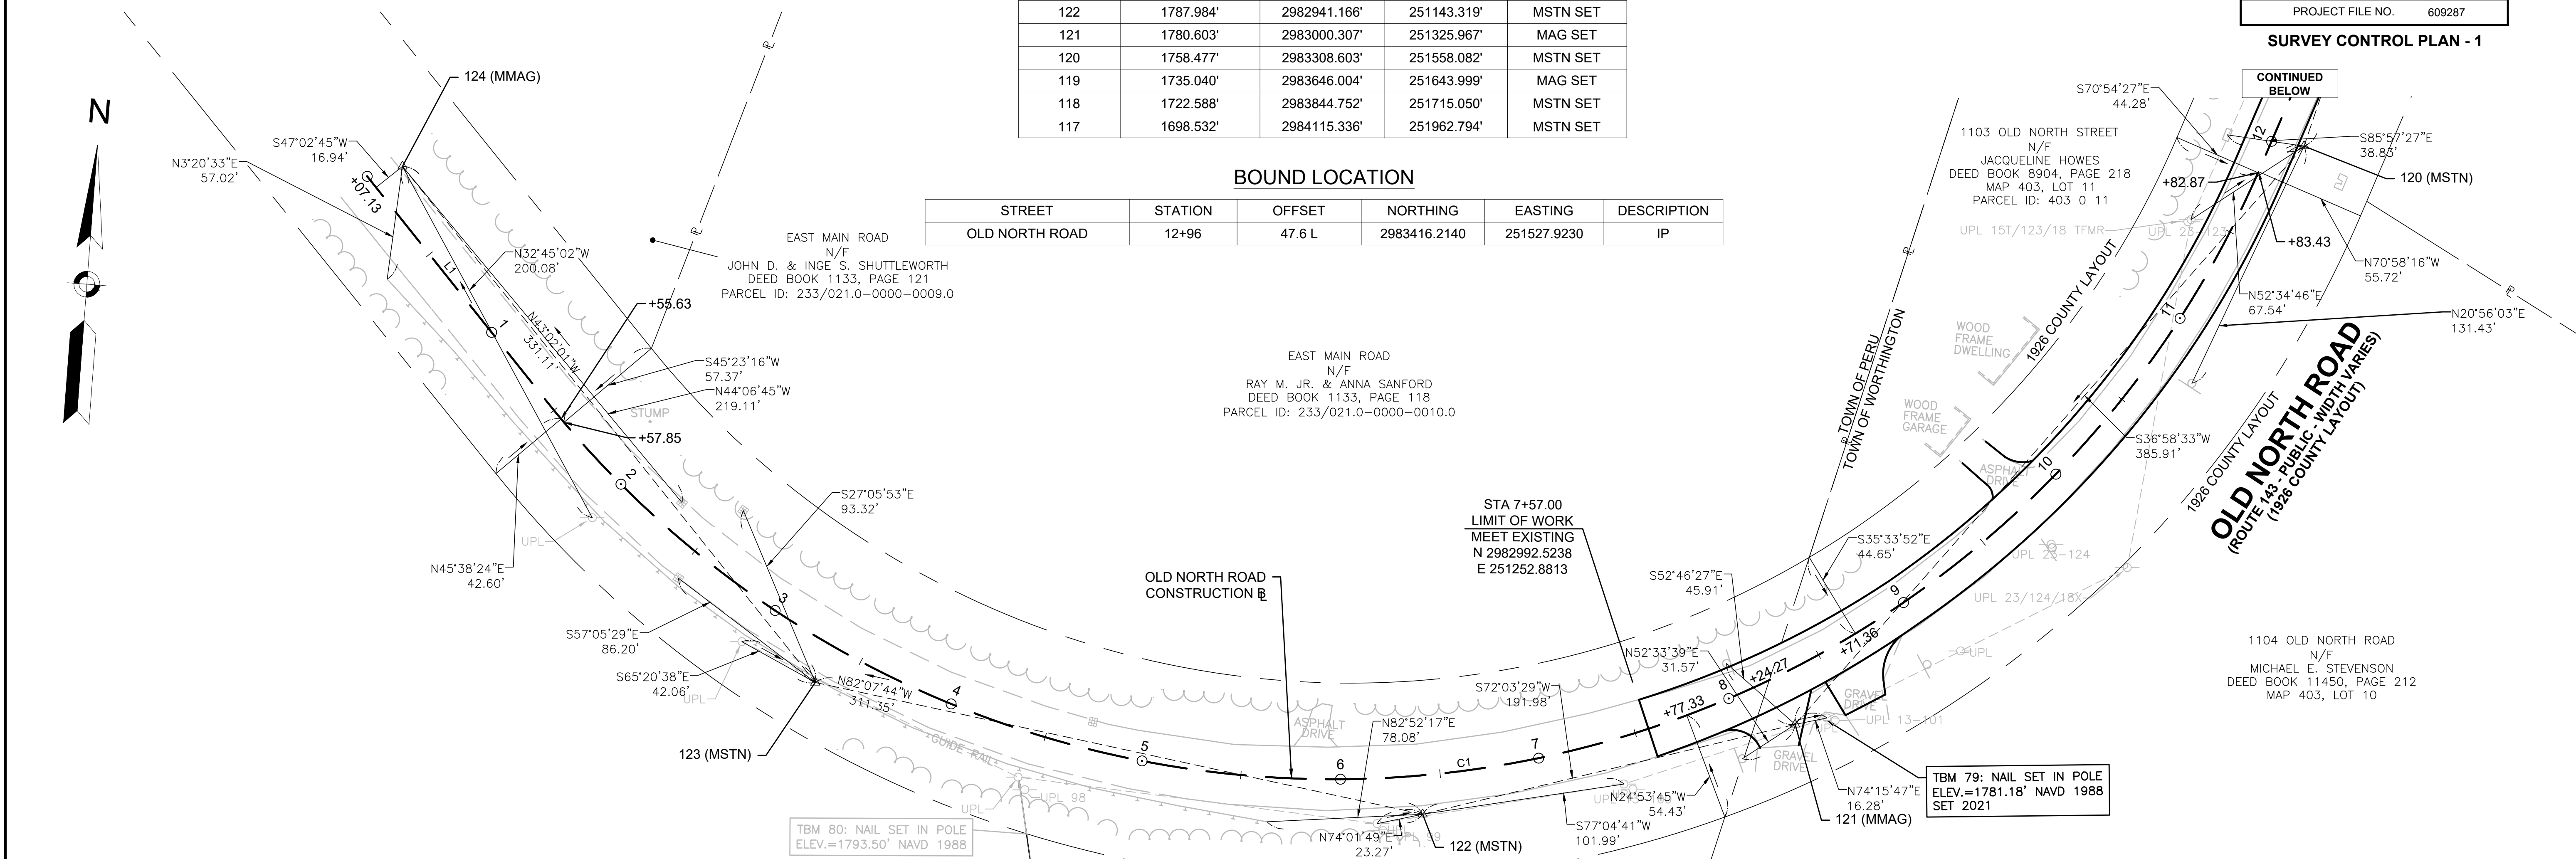 122 1787.984' 2982941.166' 251143.319' MSTN SET
121 1780.603' 2983000.307' 251325.967' MAG SET
120 1758.477' 2983308.603' 251558.082' MSTN SET
119 1735.040' 2983646.004' 251643.999' MAG SET
118 1722.588' 2983844.752' 251715.050' MSTN SET
117 1698.532' 2984115.336' 251962.794' MSTN SET
PROJECT FILE NO. 609287
SURVEY CONTROL PLAN - 1
BOUND LOCATION
STREET STATION OFFSET NORTHING EASTING DESCRIPTION
OLD NORTH ROAD 12+96 47.6 L 2983416.2140 251527.9230 IP
N
124 (MMAG)
S47°02'45"W
16.94'
N3°20'33"E
57.02'
+07.13
L1
N32°45'02"W
200.08'
1
N43°02'01"W
331.11'
+55.63
S45°23'16"W
57.37'
N44°06'45"W
219.11'
STUMP
+57.85
2
UPL
N45°38'24"E
42.60'
S27°05'53"E
93.32'
3
S57°05'29"E
86.20'
S65°20'38"E
42.06'
UPL
N82°07'44"W
311.35'
4
123 (MSTN)
GUIDE RAIL
EAST MAIN ROAD
N/F
JOHN D. & INGE S. SHUTTLEWORTH
DEED BOOK 1133, PAGE 121
PARCEL ID: 233/021.0-0000-0009.0
EAST MAIN ROAD
N/F
RAY M. JR. & ANNA SANFORD
DEED BOOK 1133, PAGE 118
PARCEL ID: 233/021.0-0000-0010.0
OLD NORTH ROAD
CONSTRUCTION BL
STA 7+57.00
LIMIT OF WORK
MEET EXISTING
N 2982992.5238
E 251252.8813
5
6
C1
7
ASPHALT
DRIVE
UPL
UPL 98
TBM 80: NAIL SET IN POLE
ELEV.=1793.50' NAVD 1988
N82°52'17"E
78.08'
N74°01'49"E
23.27'
122 (MSTN)
S72°03'29"W
191.98'
S77°04'41"W
101.99'
N24°53'45"W
54.43'
N52°33'39"E
31.57'
S52°46'27"E
45.91'
+77.33
8
+24.27
+71.36
S35°33'52"E
44.65'
9
GRAVEL
DRIVE
GRAVEL
DRIVE
UPL
UPL 13-101
N74°15'47"E
16.28'
121 (MMAG)
TBM 79: NAIL SET IN POLE
ELEV.=1781.18' NAVD 1988
SET 2021
TOWN OF PERU
TOWN OF WORTHINGTON
1926 COUNTY LAYOUT
WOOD
FRAME
DWELLING
WOOD
FRAME
GARAGE
ASPHALT
DRIVE
10
11
12
CONTINUED
BELOW
S70°54'27"E
44.28'
1103 OLD NORTH STREET
N/F
JACQUELINE HOWES
DEED BOOK 8904, PAGE 218
MAP 403, LOT 11
PARCEL ID: 403 0 11
UPL 15T/123/18 TFMR
UPL 23-123
+82.87
S85°57'27"E
38.83'
120 (MSTN)
+83.43
N70°58'16"W
55.72'
N52°34'46"E
67.54'
N20°56'03"E
131.43'
S36°58'33"W
385.91'
1926 COUNTY LAYOUT
OLD NORTH ROAD
(ROUTE 143 - PUBLIC - WIDTH VARIES)
(1926 COUNTY LAYOUT)
UPL 23-124
UPL 23/124/18X
UPL
1104 OLD NORTH ROAD
N/F
MICHAEL E. STEVENSON
DEED BOOK 11450, PAGE 212
MAP 403, LOT 10